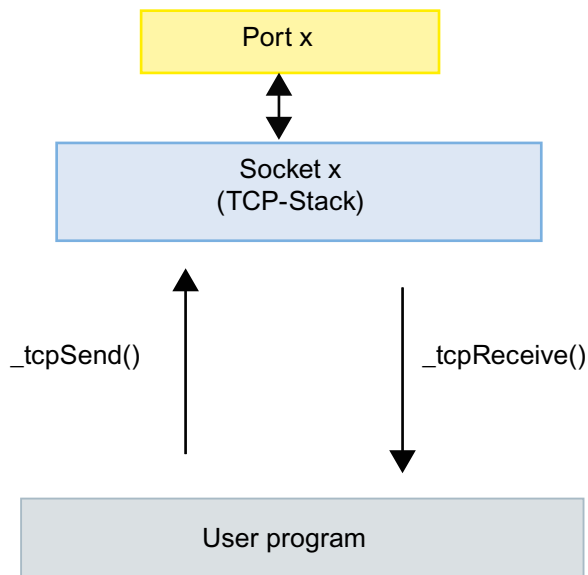 Port x
Socket x
(TCP-Stack)
_tcpSend()
_tcpReceive()
User program